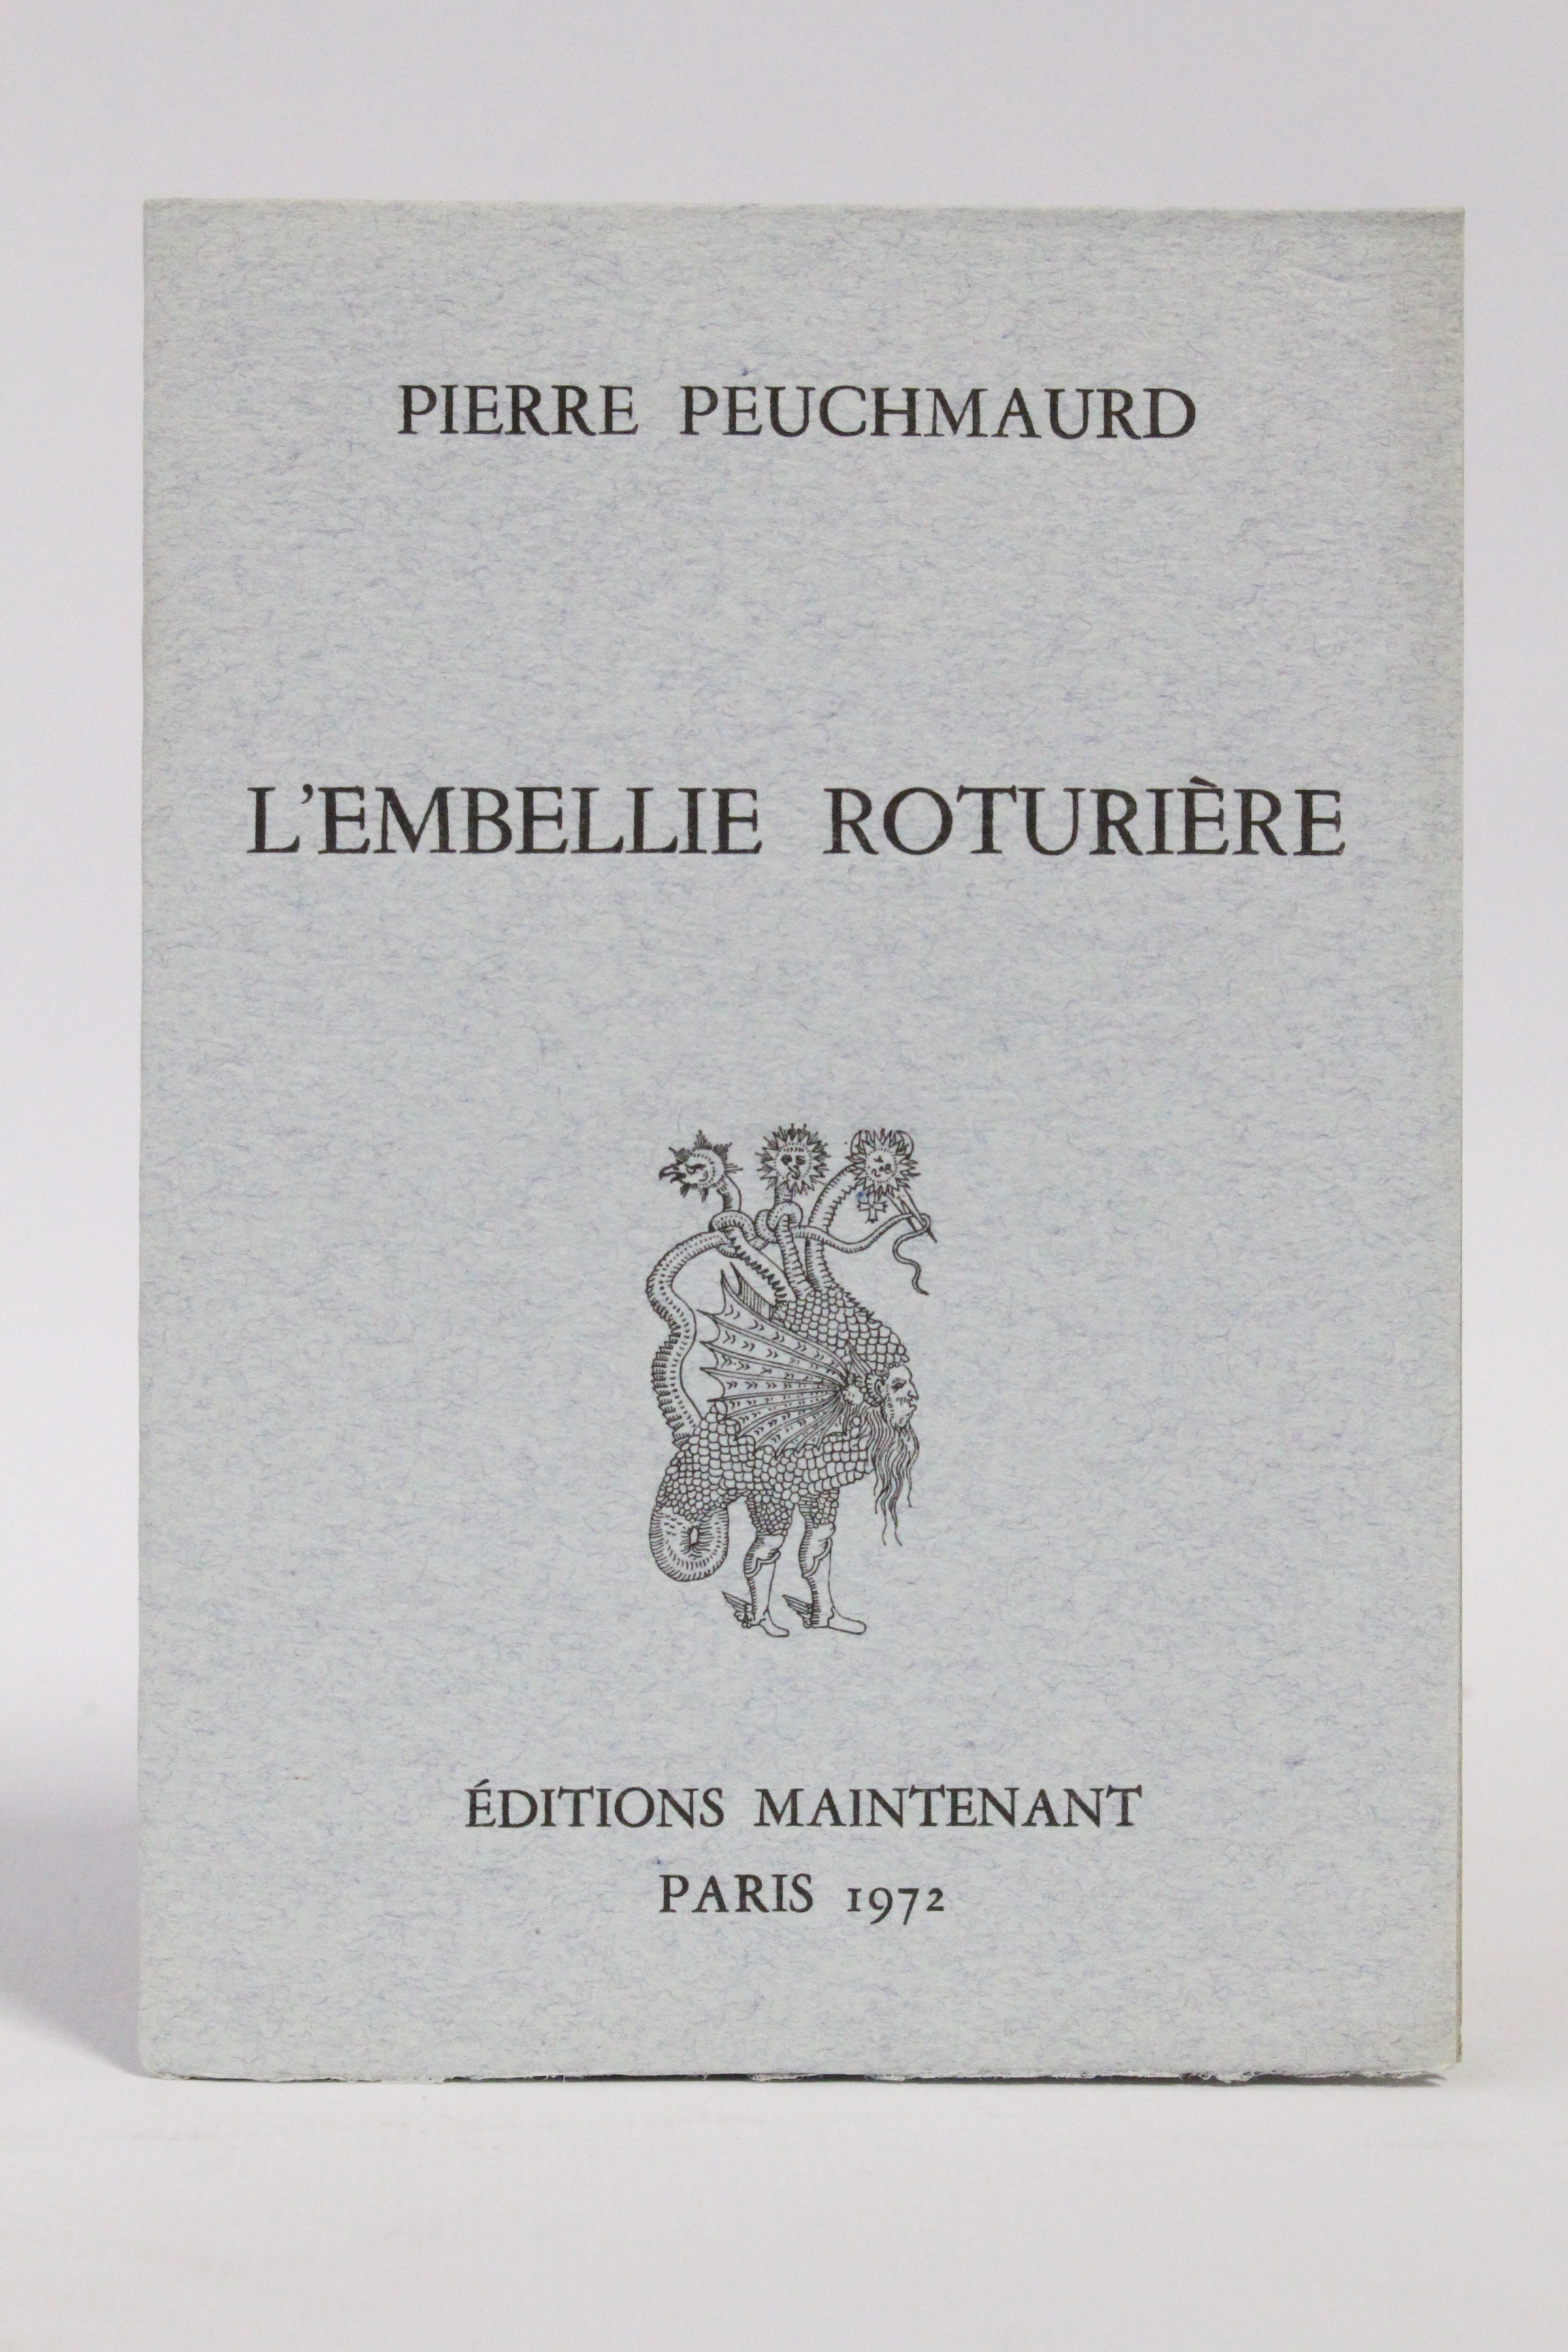 PIERRE PEUCHMAURD
L'EMBELLIE ROTURIÈRE
ÉDITIONS MAINTENANT
PARIS 1972